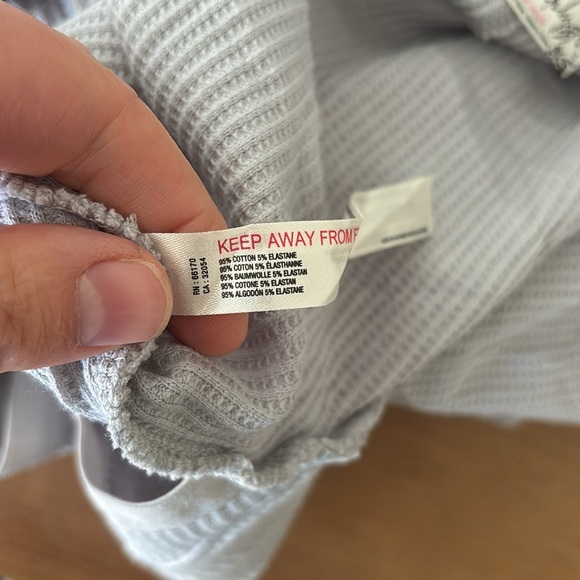 KEEP AWAY FROM
95% COTTON 5% ELASTANE
95% COTON 5% ÉLASTHANNE
95% BAUMWOLLE 5% ELASTAN
95% COTONE 5% ELASTAN
95% ALGODÓN 5% ELASTANE
RN : 66170
CA : 32054